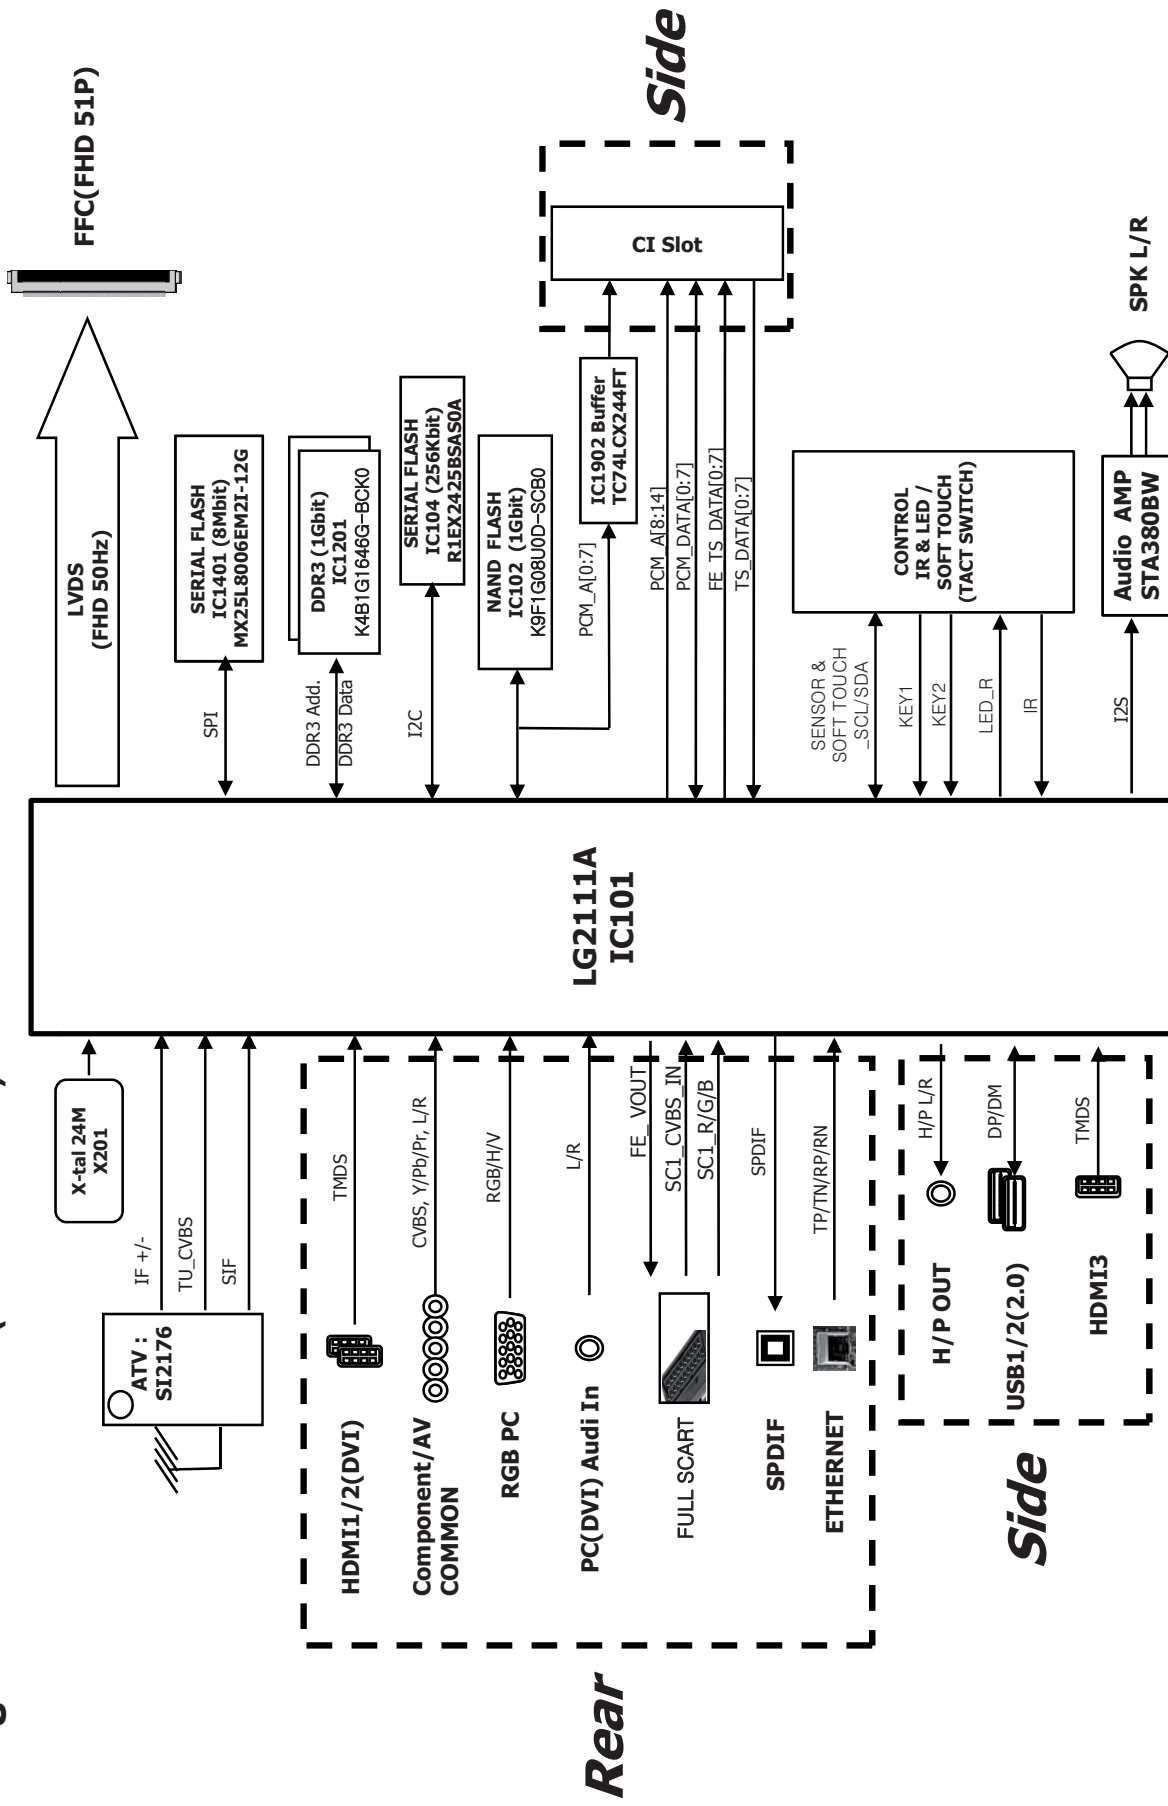 X-tal 24M
X201
ATV :
SI2176
IF +/-
TU_CVBS
SIF
Rear
HDMI1/2(DVI)
TMDS
Component/AV
COMMON
CVBS, Y/Pb/Pr, L/R
RGB PC
RGB/H/V
PC(DVI) Audi In
L/R
FULL SCART
FE_ VOUT
SC1_CVBS_IN
SC1_R/G/B
SPDIF
SPDIF
ETHERNET
TP/TN/RP/RN
Side
H/P OUT
H/P L/R
USB1/2(2.0)
DP/DM
HDMI3
TMDS
LG2111A
IC101
LVDS
(FHD 50Hz)
FFC(FHD 51P)
SPI
SERIAL FLASH
IC1401 (8Mbit)
MX25L8006EM2I-12G
DDR3 Add.
DDR3 Data
DDR3 (1Gbit)
IC1201
K4B1G1646G-BCK0
I2C
SERIAL FLASH
IC104 (256Kbit)
R1EX2425BSAS0A
NAND FLASH
IC102 (1Gbit)
K9F1G08U0D-SCB0
PCM_A[0:7]
IC1902 Buffer
TC74LCX244FT
PCM_A[8:14]
PCM_DATA[0:7]
FE_TS_DATA[0:7]
TS_DATA[0:7]
CI Slot
Side
SENSOR &
SOFT TOUCH
_SCL/SDA
KEY1
KEY2
LED_R
IR
CONTROL
IR & LED /
SOFT TOUCH
(TACT SWITCH)
I2S
Audio AMP
STA380BW
SPK L/R